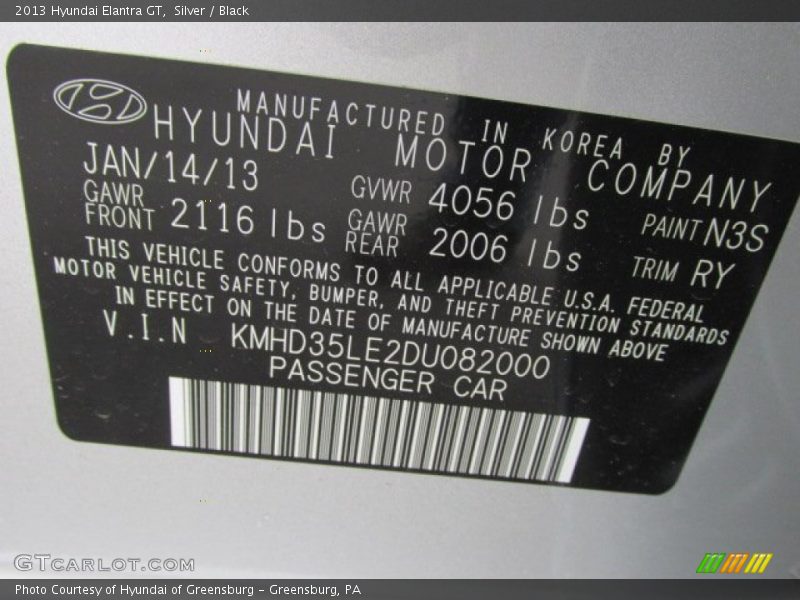 2013 Hyundai Elantra GT, Silver / Black
MANUFACTURED IN KOREA BY
HYUNDAI MOTOR COMPANY
JAN/14/13 GVWR 4056 lbs PAINT N3S
GAWR FRONT 2116 lbs GAWR REAR 2006 lbs TRIM RY
THIS VEHICLE CONFORMS TO ALL APPLICABLE U.S.A. FEDERAL
MOTOR VEHICLE SAFETY, BUMPER, AND THEFT PREVENTION STANDARDS
IN EFFECT ON THE DATE OF MANUFACTURE SHOWN ABOVE
V.I.N KMHD35LE2DU082000
PASSENGER CAR
GTCARLOT.COM
Photo Courtesy of Hyundai of Greensburg – Greensburg, PA